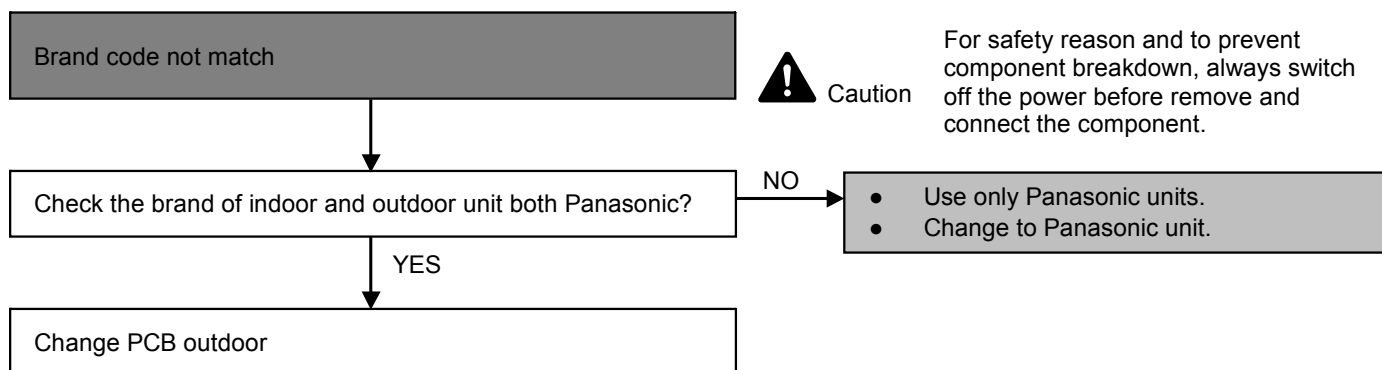 Brand code not match
Caution
For safety reason and to prevent
component breakdown, always switch
off the power before remove and
connect the component.
Check the brand of indoor and outdoor unit both Panasonic?
NO
● Use only Panasonic units.
● Change to Panasonic unit.
YES
Change PCB outdoor